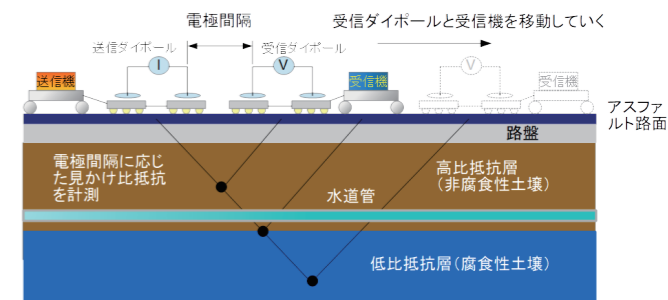 電極間隔
受信ダイポールと受信機を移動していく
送信ダイポール
受信ダイポール
I
V
V
送信機
受信機
受信機
アスファ
ルト路面
路盤
電極間隔に応じ
た見かけ比抵抗
を計測
水道管
高比抵抗層
(非腐食性土壌)
低比抵抗層(腐食性土壌)